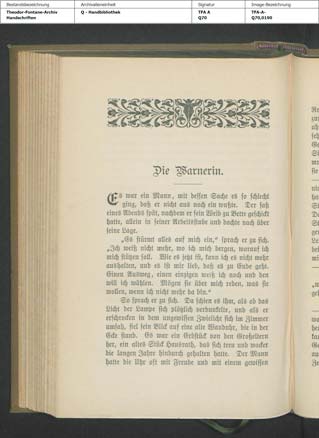 Bestandsbezeichnung Archivalieneinheit Signatur Image-Bezeichnung
Theodor-Fontane-Archiv Q - Handbibliothek TFA A TFA-A-
Handschriften Q70 Q70,0190
Die Warnerin.
Es war ein Mann, mit dessen Sache es so schlecht
ging, daß er nicht aus noch ein wußte. Der saß
eines Abends spät, nachdem er sein Weib zu Bette geschickt
hatte, allein in seiner Arbeitsstube und dachte nach über
seine Lage.
„Es stürmt alles auf mich ein,“ sprach er zu sich.
„Ich weiß nicht mehr, wo ich mich bergen, worauf ich
mich stützen soll. Wie es jetzt ist, kann ich es nicht mehr
aushalten, und es ist mir lieb, daß es zu Ende geht.
Einen Ausweg, einen einzigen weiß ich noch und den
will ich wählen. Mögen sie über mich reden, was sie
wollen, wenn ich nicht mehr da bin.“
So sprach er zu sich. Da schien es ihm, als ob das
Licht der Lampe sich plötzlich verdunkelte, und als er
erschrocken in dem ungewissen Zwielicht sich im Zimmer
umsah, fiel sein Blick auf eine alte Wanduhr, die in der
Ecke stand. Es war ein Erbstück von den Großeltern
her, ein altes Stück Hausrath, das sich treu und wacker
die langen Jahre hindurch gehalten hatte. Der Mann
hatte die Uhr oft mit Freude und mit einem gewissen